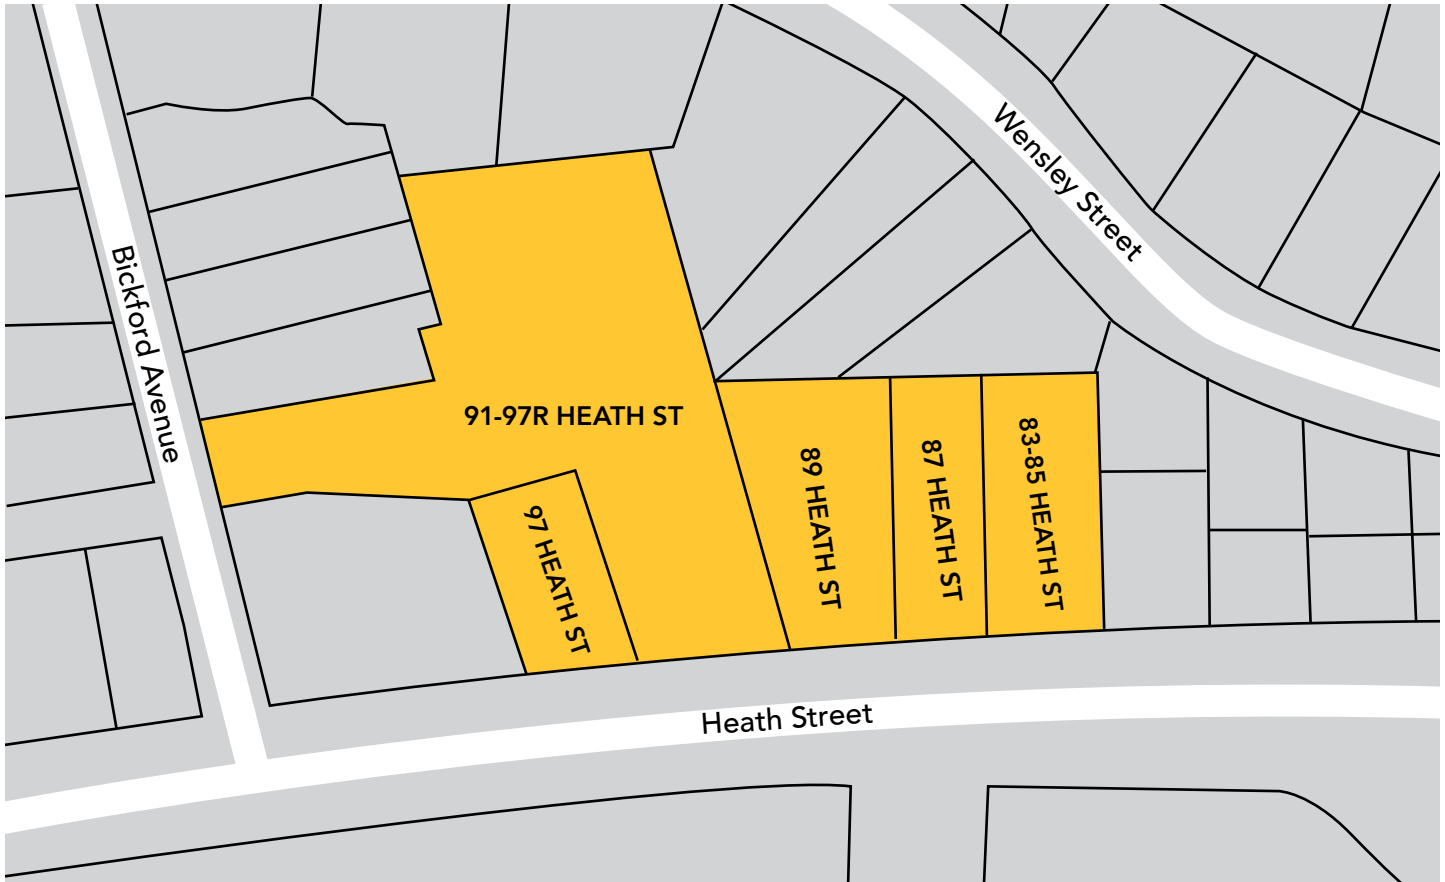 Wensley Street
Bickford Avenue
91-97R HEATH ST
97 HEATH ST
89 HEATH ST
87 HEATH ST
83-85 HEATH ST
Heath Street